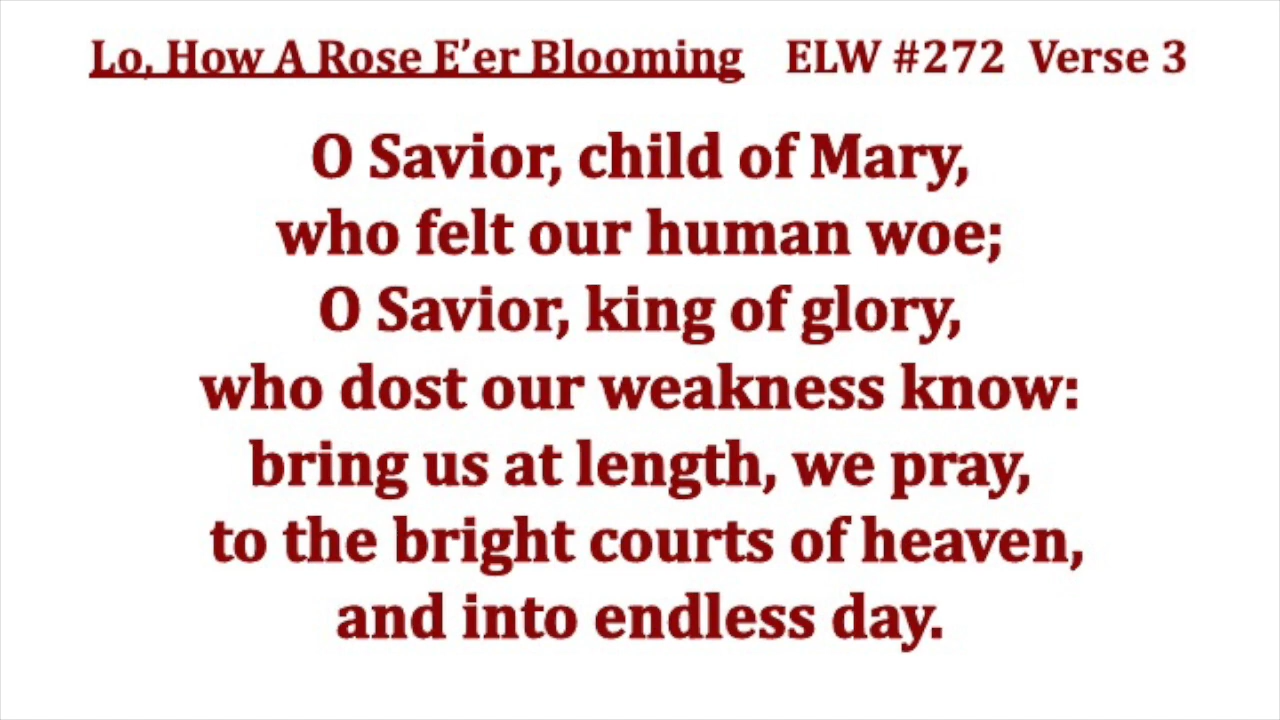 Lo, How A Rose E’er Blooming ELW #272 Verse 3
O Savior, child of Mary,
who felt our human woe;
O Savior, king of glory,
who dost our weakness know:
bring us at length, we pray,
to the bright courts of heaven,
and into endless day.